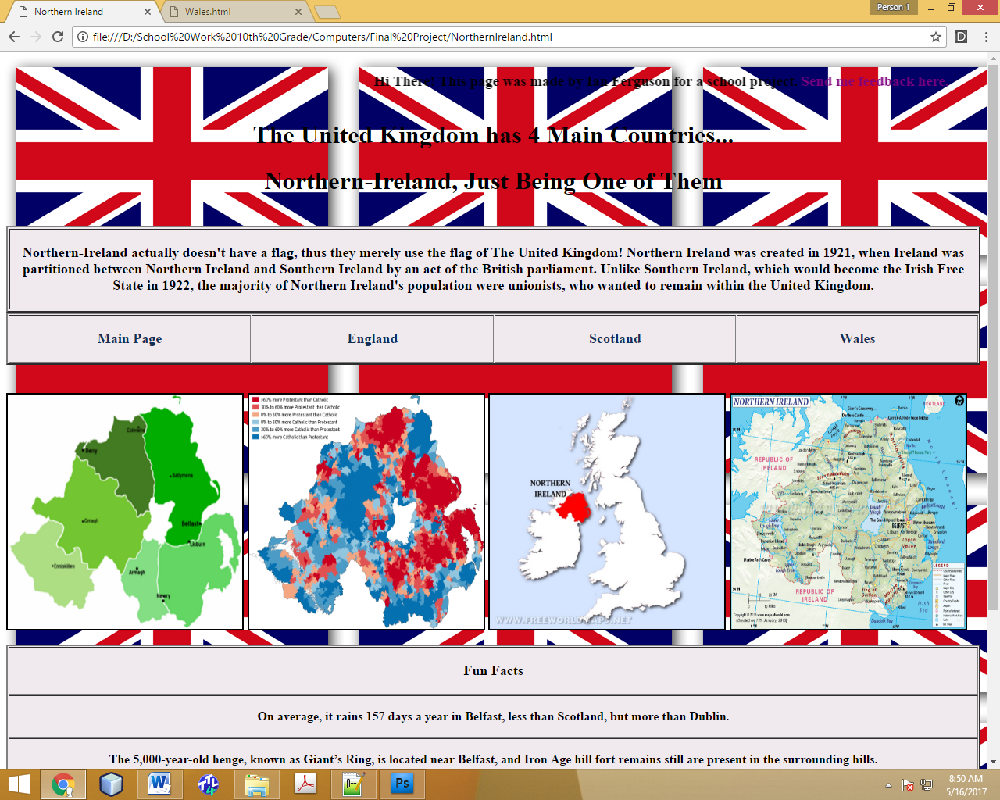 Northern Ireland
Wales.html
Person 1
file:///D:/School%20Work%2010th%20Grade/Computers/Final%20Project/NorthernIreland.html
Hi There! This page was made by Ian Ferguson for a school project. Send me feedback here.
The United Kingdom has 4 Main Countries...
Northern-Ireland, Just Being One of Them
Northern-Ireland actually doesn't have a flag, thus they merely use the flag of The United Kingdom! Northern Ireland was created in 1921, when Ireland was
partitioned between Northern Ireland and Southern Ireland by an act of the British parliament. Unlike Southern Ireland, which would become the Irish Free
State in 1922, the majority of Northern Ireland's population were unionists, who wanted to remain within the United Kingdom.
Main Page England Scotland Wales
Coleraine
Derry
Ballymena
Omagh
Belfast
Lisburn
Enniskillen
Armagh
Newry
>60% more Protestant than Catholic
30% to 60% more Protestant than Catholic
0% to 30% more Protestant than Catholic
0% to 30% more Catholic than Protestant
30% to 60% more Catholic than Protestant
>60% more Catholic than Protestant
NORTHERN
IRELAND
WWW.FREEWORLDMAPS.NET
NORTHERN IRELAND
SCOTLAND
REPUBLIC OF
IRELAND
BELFAST
REPUBLIC OF
IRELAND
Irish
Sea
LEGEND
Fun Facts
On average, it rains 157 days a year in Belfast, less than Scotland, but more than Dublin.
The 5,000-year-old henge, known as Giant’s Ring, is located near Belfast, and Iron Age hill fort remains still are present in the surrounding hills.
8:50 AM
5/16/2017